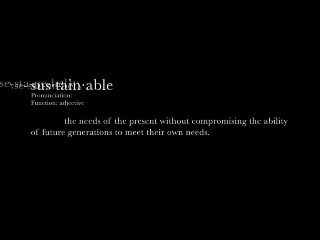 sus·tain·able
Pronunciation:
Function: adjective
the needs of the present without compromising the ability
of future generations to meet their own needs.